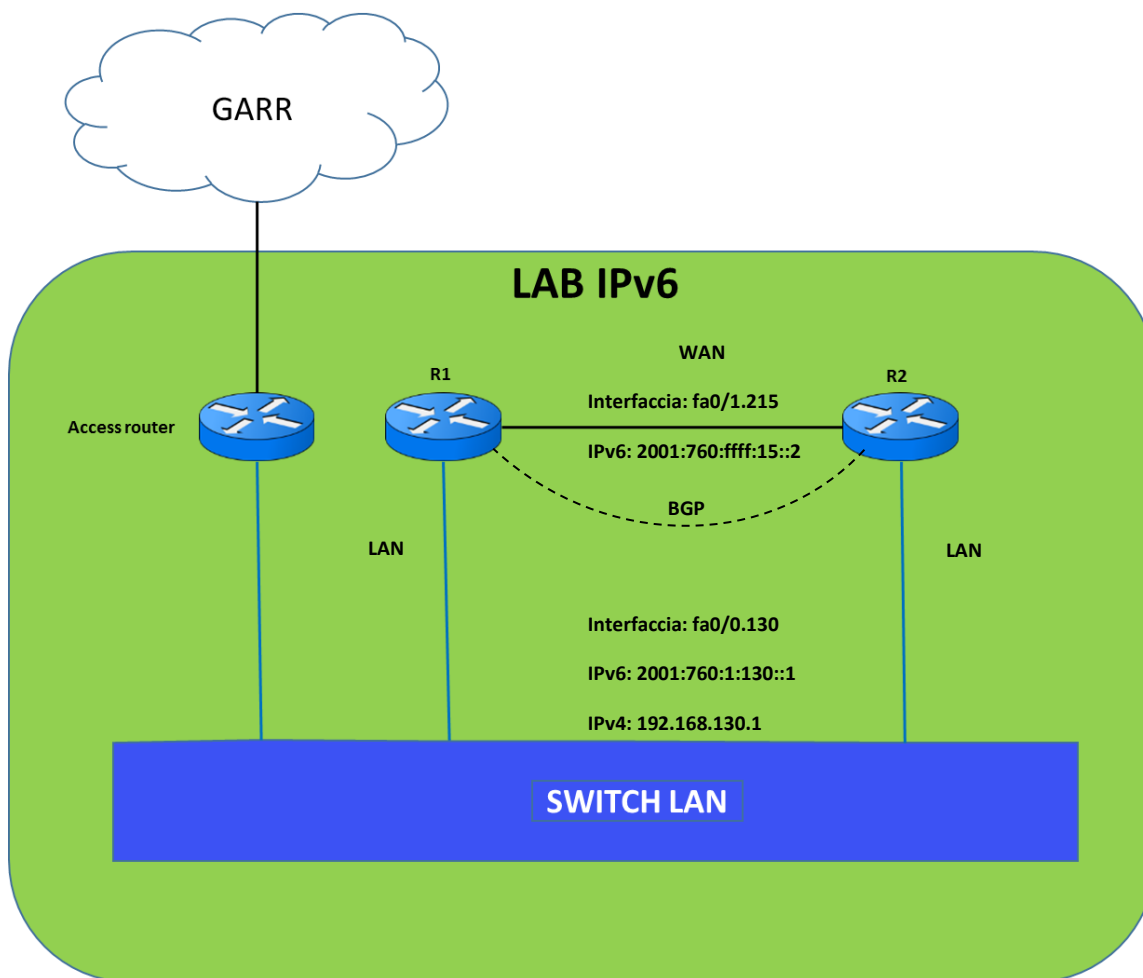 GARR
LAB IPv6
WAN
R1
R2
Interfaccia: fa0/1.215
Access router
IPv6: 2001:760:ffff:15::2
BGP
LAN
LAN
Interfaccia: fa0/0.130
IPv6: 2001:760:1:130::1
IPv4: 192.168.130.1
SWITCH LAN